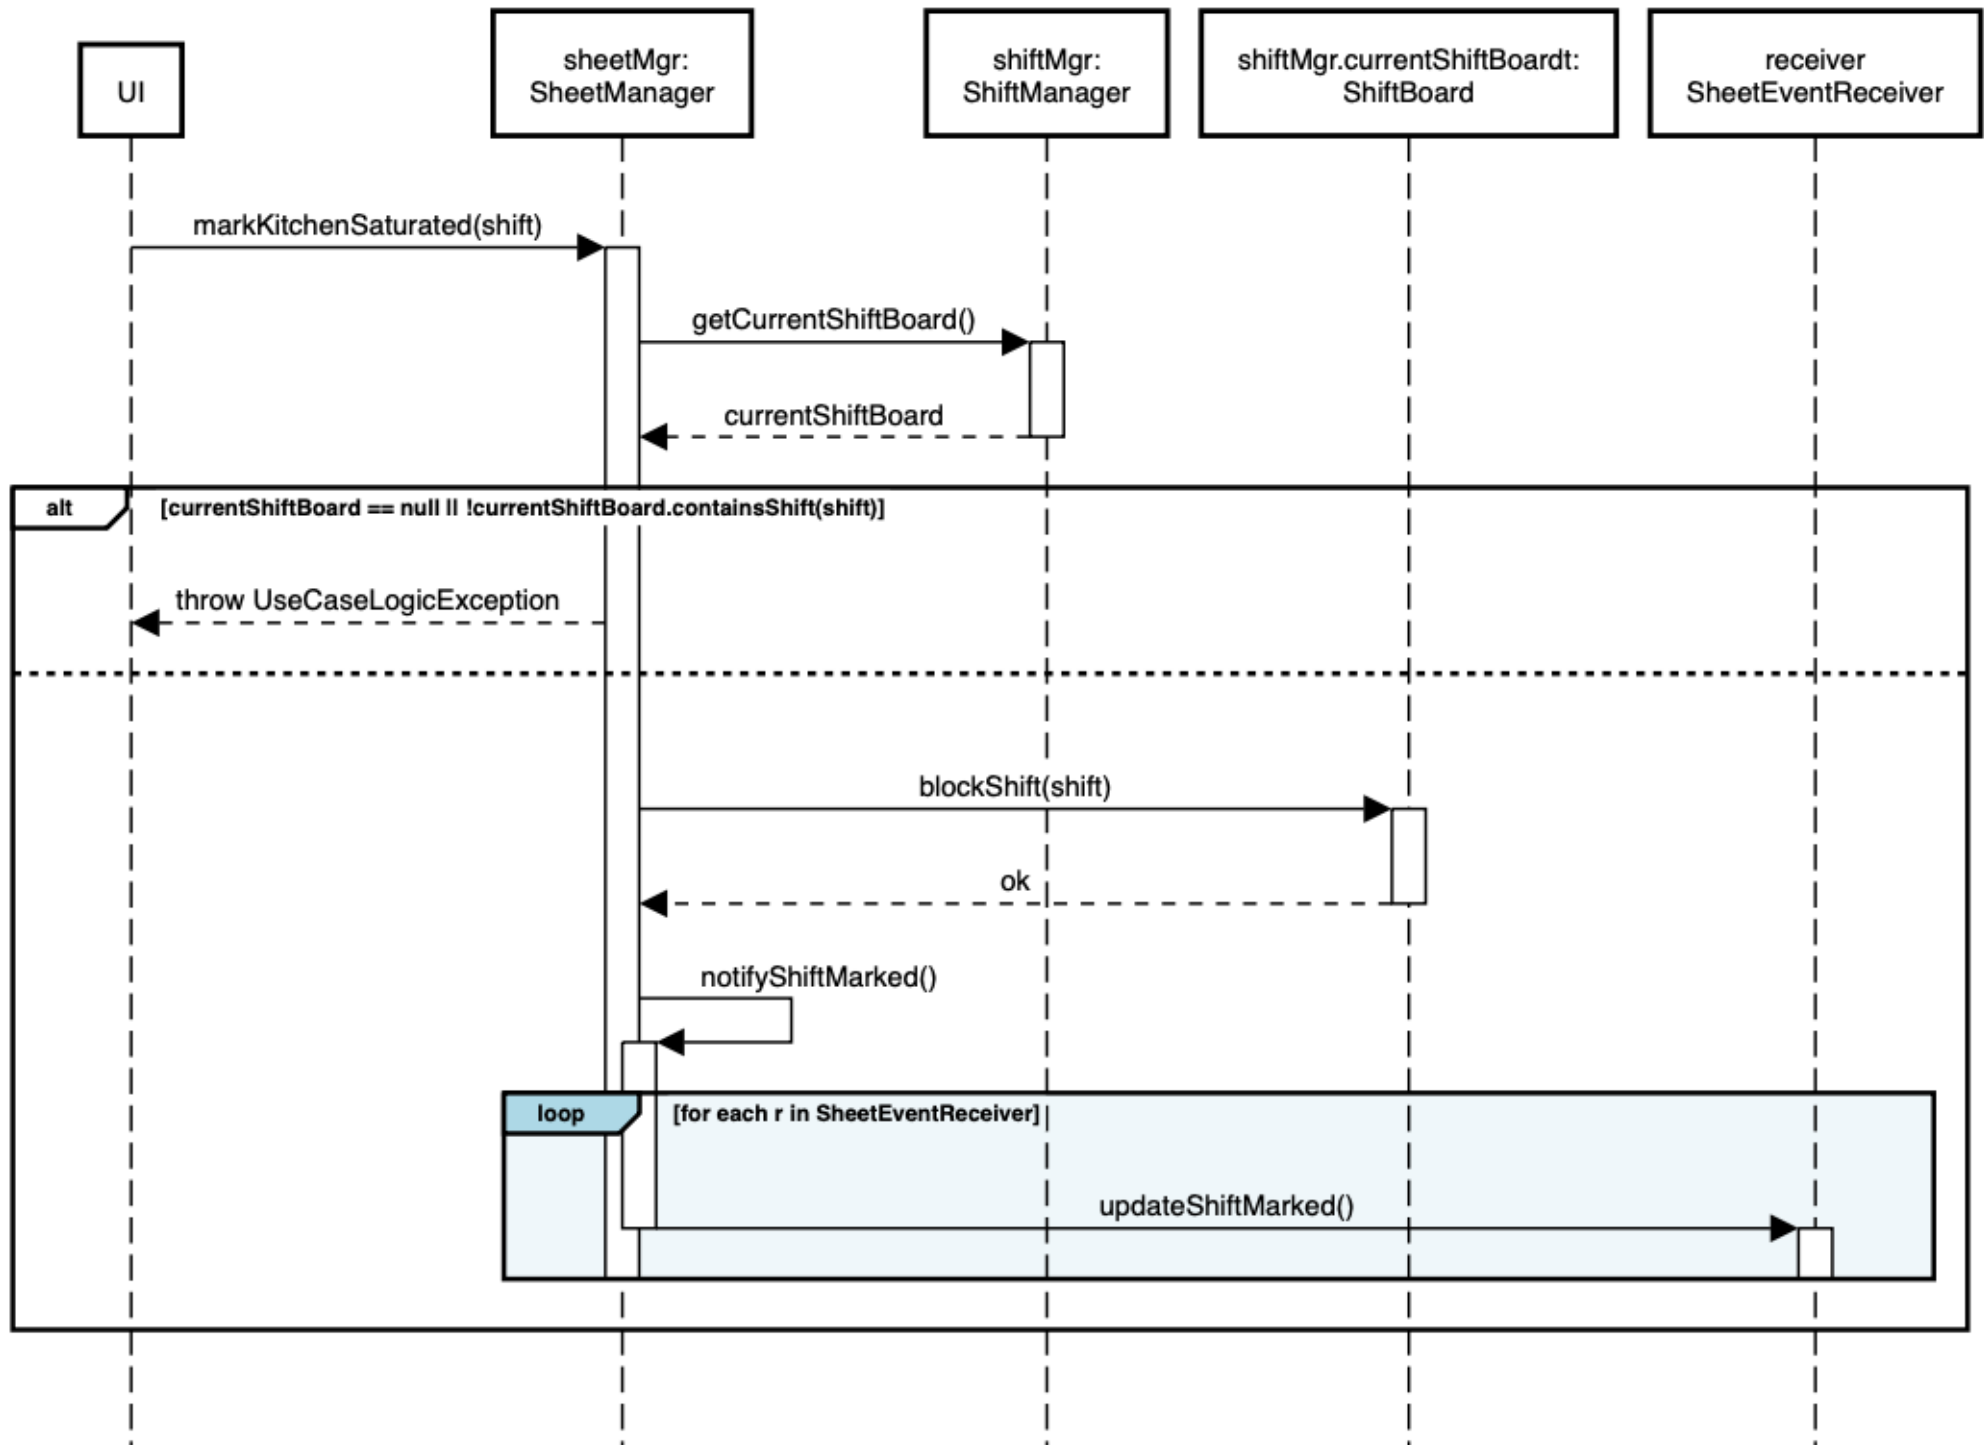 UI
sheetMgr:
SheetManager
shiftMgr:
ShiftManager
shiftMgr.currentShiftBoardt:
ShiftBoard
receiver
SheetEventReceiver
markKitchenSaturated(shift)
getCurrentShiftBoard()
currentShiftBoard
alt
[currentShiftBoard == null || !currentShiftBoard.containsShift(shift)]
throw UseCaseLogicException
blockShift(shift)
ok
notifyShiftMarked()
loop
[for each r in SheetEventReceiver]
updateShiftMarked()